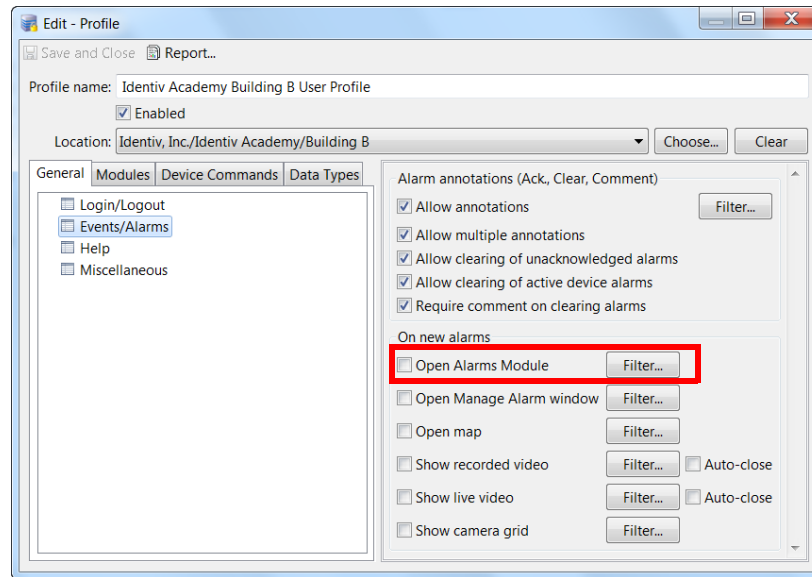 Edit - Profile
Save and Close Report...
Profile name: Identiv Academy Building B User Profile
Enabled
Location: Identiv, Inc./Identiv Academy/Building B Choose... Clear
General Modules Device Commands Data Types
Login/Logout
Events/Alarms
Help
Miscellaneous
Alarm annotations (Ack., Clear, Comment)
Allow annotations Filter...
Allow multiple annotations
Allow clearing of unacknowledged alarms
Allow clearing of active device alarms
Require comment on clearing alarms
On new alarms
Open Alarms Module Filter...
Open Manage Alarm window Filter...
Open map Filter...
Show recorded video Filter... Auto-close
Show live video Filter... Auto-close
Show camera grid Filter...